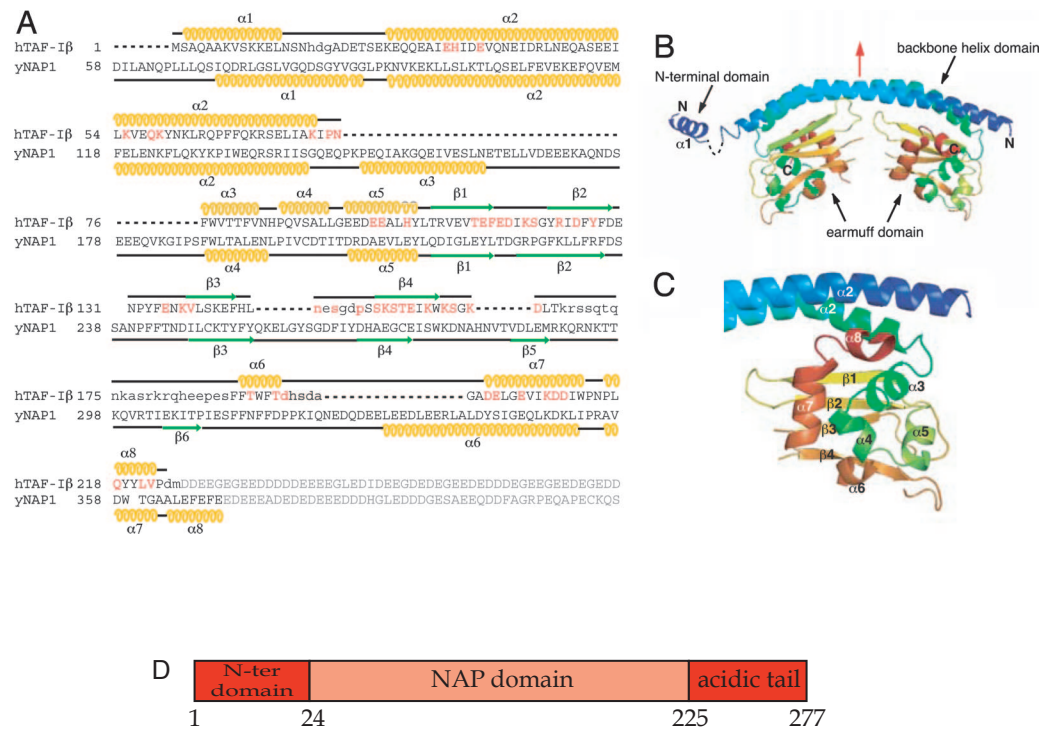 A
α1 α2
hTAF-Iβ 1 -------MSAQAAKVSKKELNSNhdgADETSEKEQQEAIEHIDEVQNEIDRLNEQASEEI
yNAP1 58 DILANQPLLLQSIQDRLGSLVGQDSGYVGGLPKNVKEKLLSLKTLQSELFEVEKEFQVEM
α1 α2
α2
hTAF-Iβ 54 LKVEQKYNKLRQPFFQKRSELIAKIPN---------------------------------
yNAP1 118 FELENKFLQKYKPIWEQRSRIISGQEQPKPEQIAKGQEIVESLNETELLVDEEEKAQNDS
α2 α3
α3 α4 α5 β1 β2
hTAF-Iβ 76 ----------FWVTTFVNHPQVSALLGEEDEEALHYLTRVEVTEFEDIKSGYRIDFYFDE
yNAP1 178 EEEQVKGIPSFWLTALENLPIVCDTITDRDAEVLEYLQDIGLEYLTDGRPGFKLLFRFDS
α4 α5 β1 β2
β3 β4
hTAF-Iβ 131 NPYFENKVLSKEFHL-------nesgdpSSKSTEIKWKSGK-------DLTkrssqtq
yNAP1 238 SANPFFTNDILCKTYFYQKELGYSGDFIYDHAEGCEISWKDNAHNVTVDLEMRKQRNKTT
β3 β4 β5
α6 α7
hTAF-Iβ 175 nkasrkrqheepesFFTWFTdhsda----------------GADELGEVIKDDIWPNPL
yNAP1 298 KQVRTIEKITPIESFFNFFDPPKIQNEDQDEELEEDLEERLALDYSIGEQLKDKLIPRAV
β6 α6
α8
hTAF-Iβ 218 QYYLVPdmDDEEGEGEEDDDDDEEEEGLEDIDEEGDEDEGEEDEDDDEGEEGEEDEGEDD
yNAP1 358 DW TGAALEFEFEEDEEEADEDEDEEEDDDHGLEDDDGESAEEQDDFAGRPEQAPECKQS
α7 α8
B
backbone helix domain
N-terminal domain
N
α1
N
C
C
earmuff domain
C
α2
α2
α8
β1
α3
α7
β2
β3
α4
α5
β4
α6
D
N-ter domain
NAP domain
acidic tail
1 24 225 277